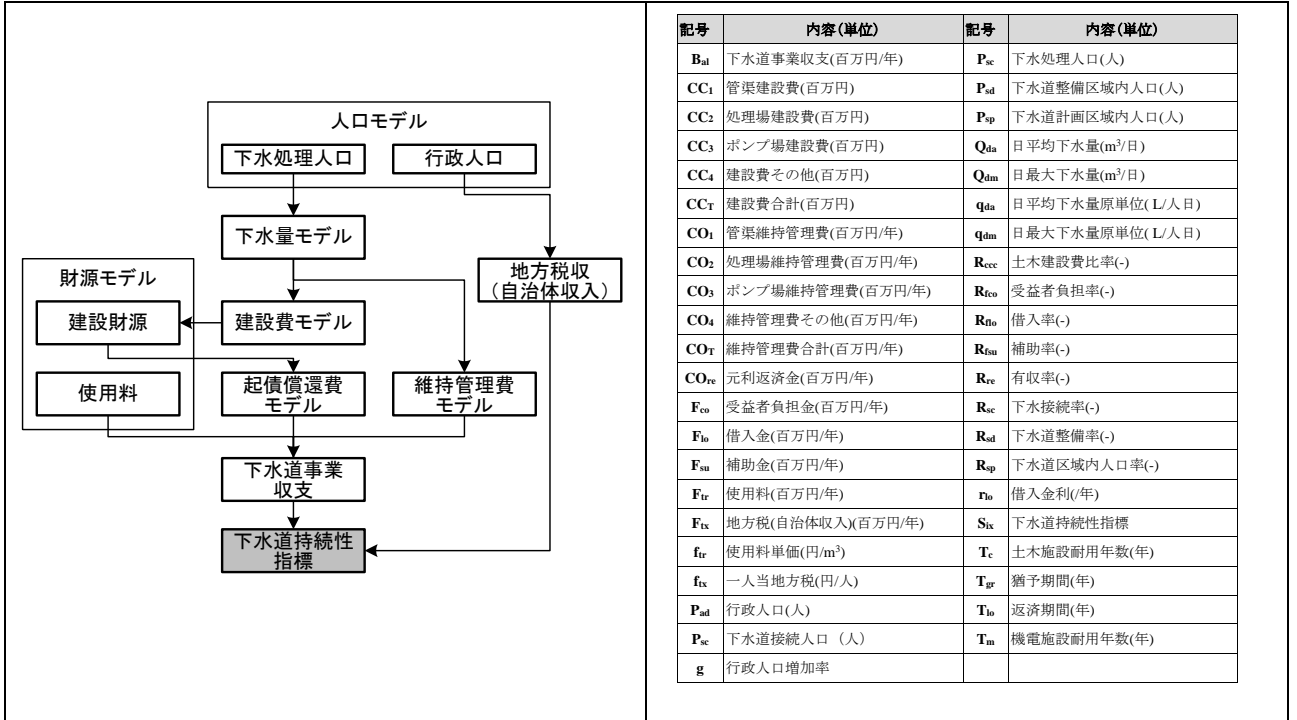 人口モデル
下水処理人口 行政人口
下水量モデル
財源モデル
地方税収
（自治体収入）
建設財源 建設費モデル
使用料
起債償還費
モデル
維持管理費
モデル
下水道事業
収支
下水道持続性
指標
記号 内容(単位) 記号 内容(単位)
Bal 下水道事業収支(百万円/年) Psc 下水処理人口(人)
CC1 管渠建設費(百万円) Psd 下水道整備区域内人口(人)
CC2 処理場建設費(百万円) Psp 下水道計画区域内人口(人)
CC3 ポンプ場建設費(百万円) Qda 日平均下水量(m3/日)
CC4 建設費その他(百万円) Qdm 日最大下水量(m3/日)
CCT 建設費合計(百万円) qda 日平均下水量原単位( L/人日)
CO1 管渠維持管理費(百万円/年) qdm 日最大下水量原単位( L/人日)
CO2 処理場維持管理費(百万円/年) Rccc 土木建設費比率(-)
CO3 ポンプ場維持管理費(百万円/年) Rfco 受益者負担率(-)
CO4 維持管理費その他(百万円/年) Rflo 借入率(-)
COT 維持管理費合計(百万円/年) Rfsu 補助率(-)
COre 元利返済金(百万円/年) Rre 有収率(-)
Fco 受益者負担金(百万円/年) Rsc 下水接続率(-)
Flo 借入金(百万円/年) Rsd 下水道整備率(-)
Fsu 補助金(百万円/年) Rsp 下水道区域内人口率(-)
Ftr 使用料(百万円/年) rlo 借入金利(/年)
Ftx 地方税(自治体収入)(百万円/年) Six 下水道持続性指標
ftr 使用料単価(円/m3) Tc 土木施設耐用年数(年)
ftx 一人当地方税(円/人) Tgr 猶予期間(年)
Pad 行政人口(人) Tlo 返済期間(年)
Psc 下水道接続人口（人） Tm 機電施設耐用年数(年)
g 行政人口増加率